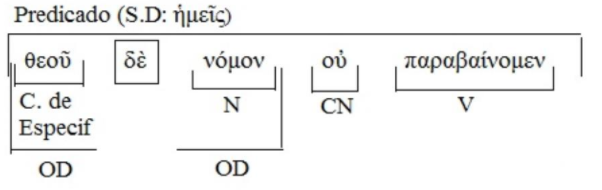 Predicado (S.D: ἡμεῖς)
θεοῦ δὲ νόμον οὐ παραβαίνομεν
C. de N CN V
Especif
OD OD